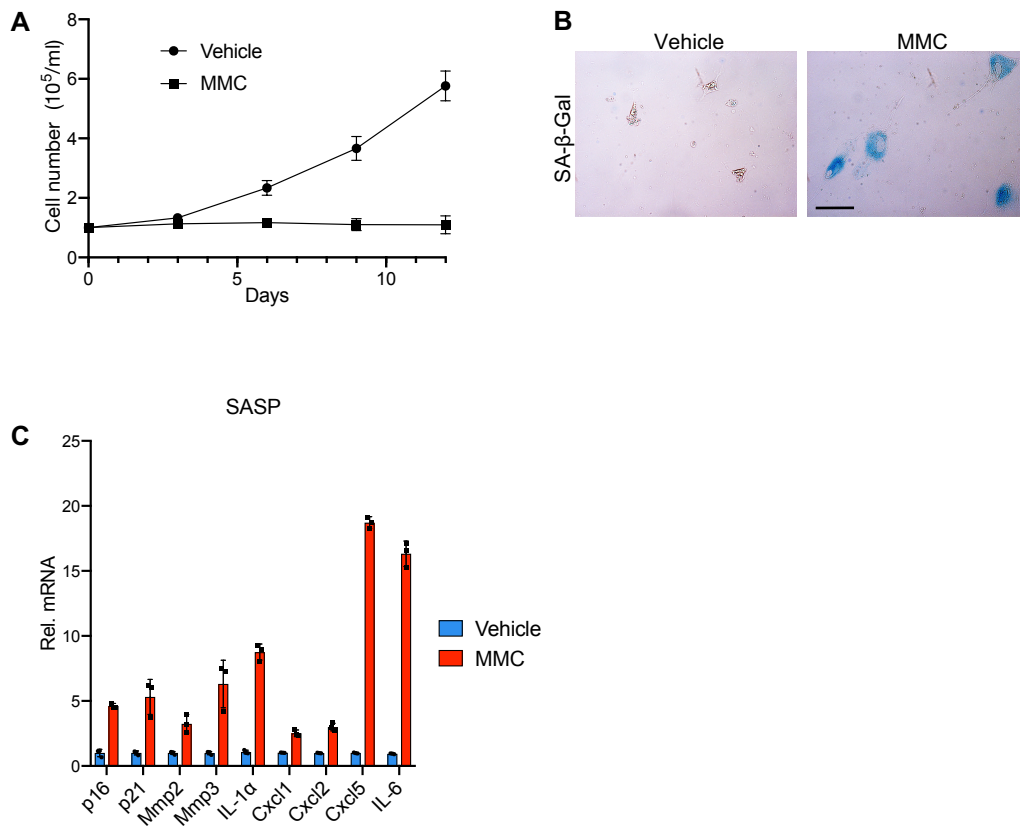 A
Cell number (10⁵/ml)
8
6
4
2
0
0
5
10
Days
Vehicle
MMC
B
Vehicle
MMC
SA-β-Gal
C
SASP
Rel. mRNA
25
20
15
10
5
0
p16
p21
Mmp2
Mmp3
IL-1α
Cxcl1
Cxcl2
Cxcl5
IL-6
Vehicle
MMC